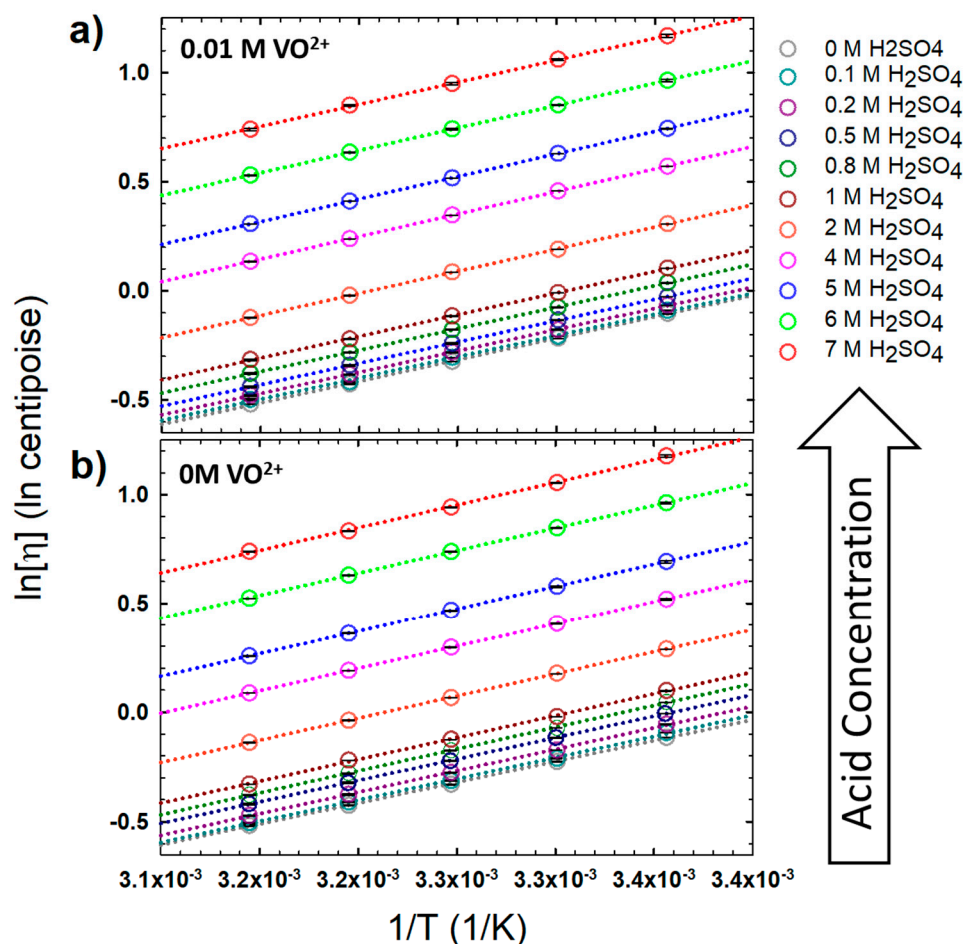 a)
0.01 M VO²⁺
1.0
0.5
0.0
-0.5
b)
0M VO²⁺
1.0
0.5
0.0
-0.5
ln[η] (ln centipoise)
3.1x10⁻³ 3.2x10⁻³ 3.2x10⁻³ 3.3x10⁻³ 3.3x10⁻³ 3.4x10⁻³ 3.4x10⁻³
1/T (1/K)
0 M H2SO4
0.1 M H₂SO₄
0.2 M H₂SO₄
0.5 M H₂SO₄
0.8 M H₂SO₄
1 M H₂SO₄
2 M H₂SO₄
4 M H₂SO₄
5 M H₂SO₄
6 M H₂SO₄
7 M H₂SO₄
Acid Concentration